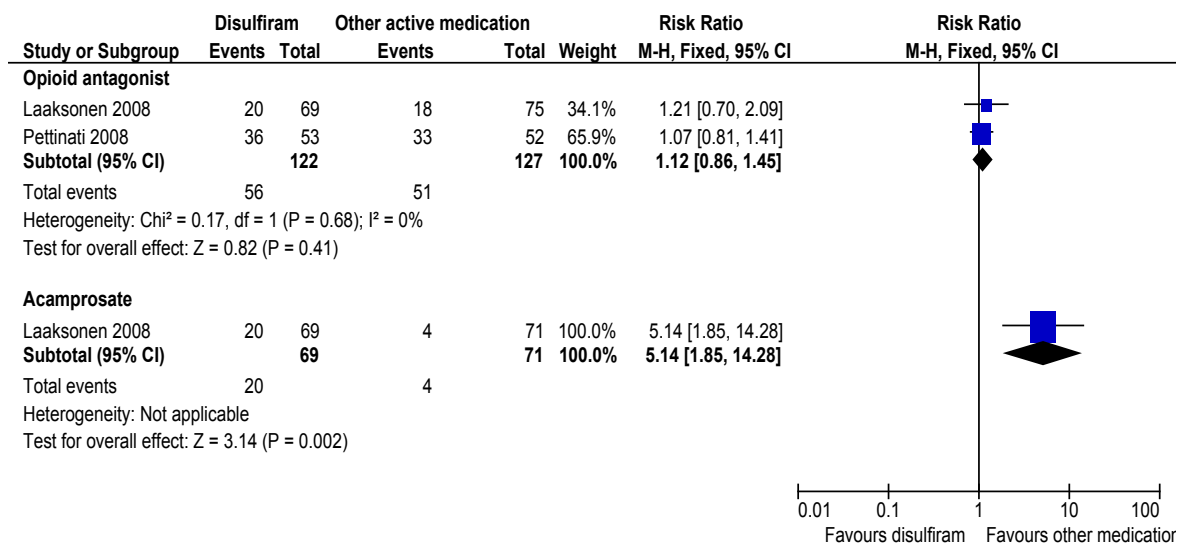 Disulfiram Other active medication Risk Ratio Risk Ratio
Study or Subgroup Events Total Events Total Weight M-H, Fixed, 95% CI M-H, Fixed, 95% CI
Opioid antagonist
Laaksonen 2008 20 69 18 75 34.1% 1.21 [0.70, 2.09]
Pettinati 2008 36 53 33 52 65.9% 1.07 [0.81, 1.41]
Subtotal (95% CI) 122 127 100.0% 1.12 [0.86, 1.45]
Total events 56 51
Heterogeneity: Chi² = 0.17, df = 1 (P = 0.68); I² = 0%
Test for overall effect: Z = 0.82 (P = 0.41)
Acamprosate
Laaksonen 2008 20 69 4 71 100.0% 5.14 [1.85, 14.28]
Subtotal (95% CI) 69 71 100.0% 5.14 [1.85, 14.28]
Total events 20 4
Heterogeneity: Not applicable
Test for overall effect: Z = 3.14 (P = 0.002)
0.01 0.1 1 10 100
Favours disulfiram Favours other medication